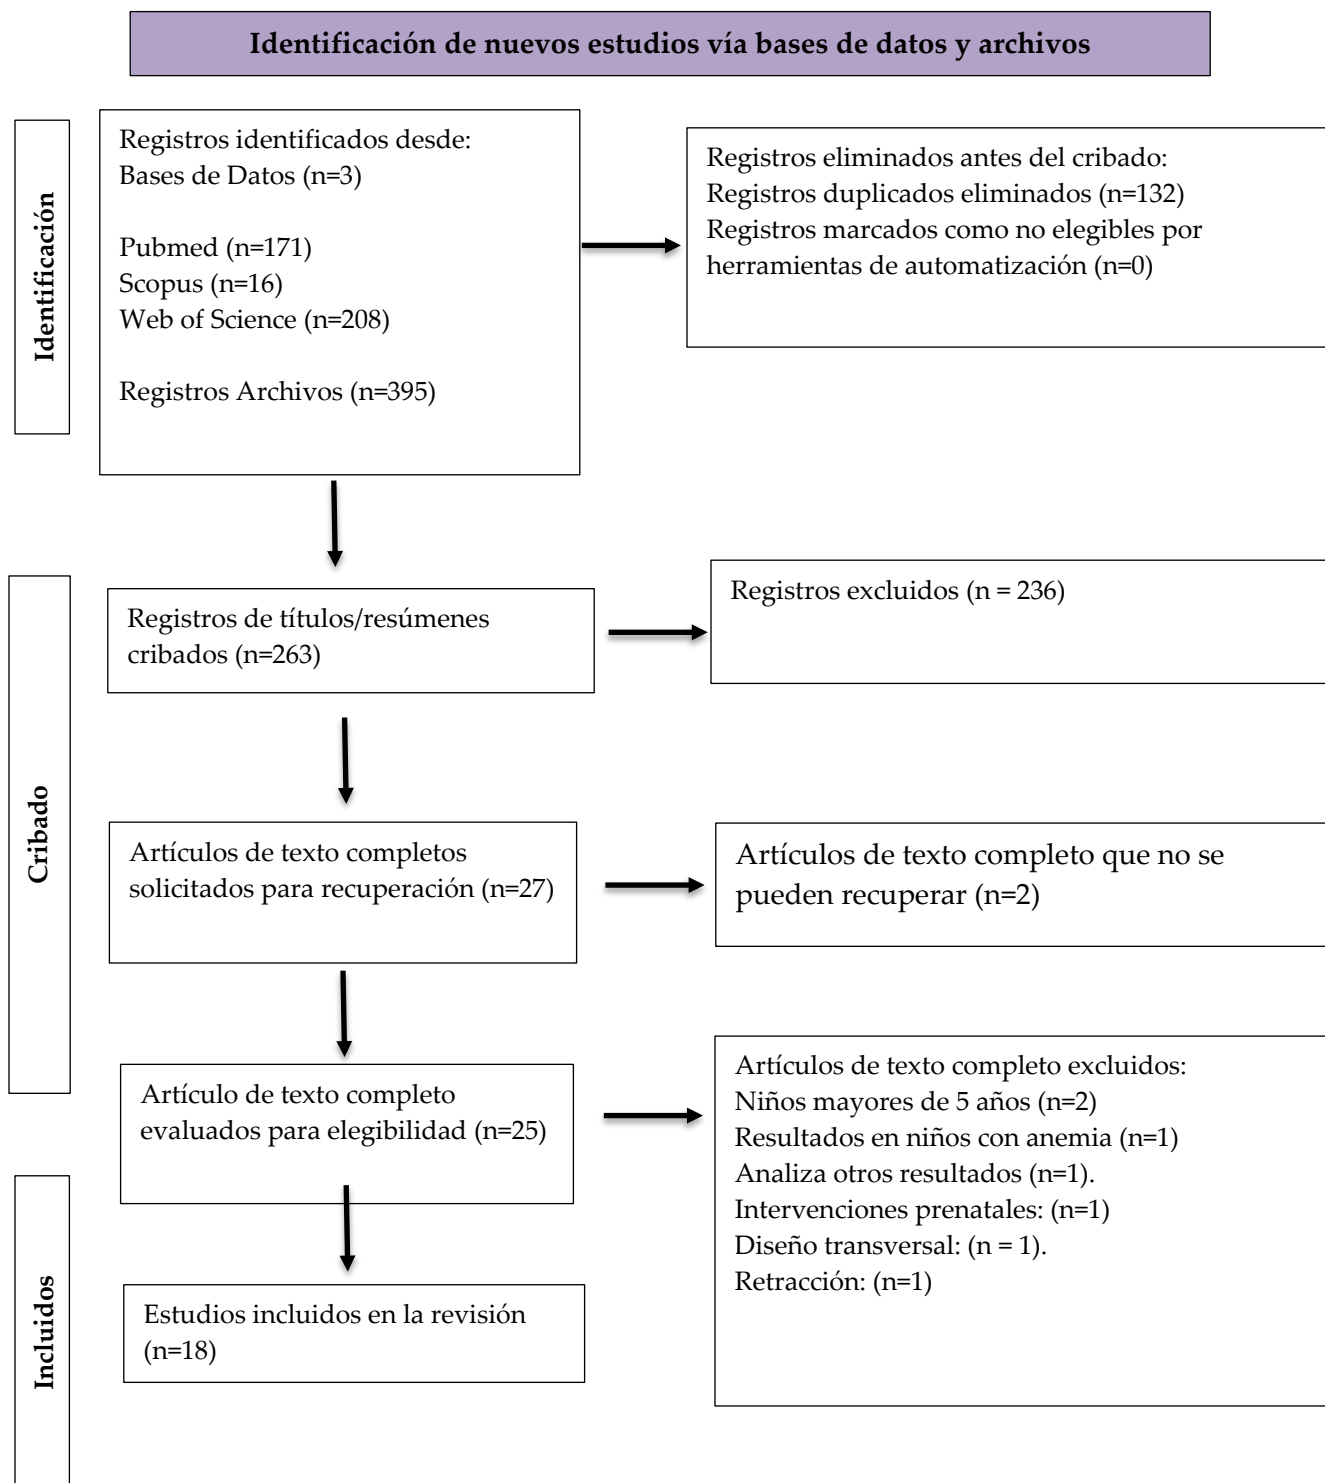 Identificación de nuevos estudios vía bases de datos y archivos
Identificación
Registros identificados desde:
Bases de Datos (n=3)
Pubmed (n=171)
Scopus (n=16)
Web of Science (n=208)
Registros Archivos (n=395)
Registros eliminados antes del cribado:
Registros duplicados eliminados (n=132)
Registros marcados como no elegibles por
herramientas de automatización (n=0)
Cribado
Registros de títulos/resúmenes
cribados (n=263)
Registros excluidos (n = 236)
Artículos de texto completos
solicitados para recuperación (n=27)
Artículos de texto completo que no se
pueden recuperar (n=2)
Artículo de texto completo
evaluados para elegibilidad (n=25)
Artículos de texto completo excluidos:
Niños mayores de 5 años (n=2)
Resultados en niños con anemia (n=1)
Analiza otros resultados (n=1).
Intervenciones prenatales: (n=1)
Diseño transversal: (n = 1).
Retracción: (n=1)
Incluidos
Estudios incluidos en la revisión
(n=18)